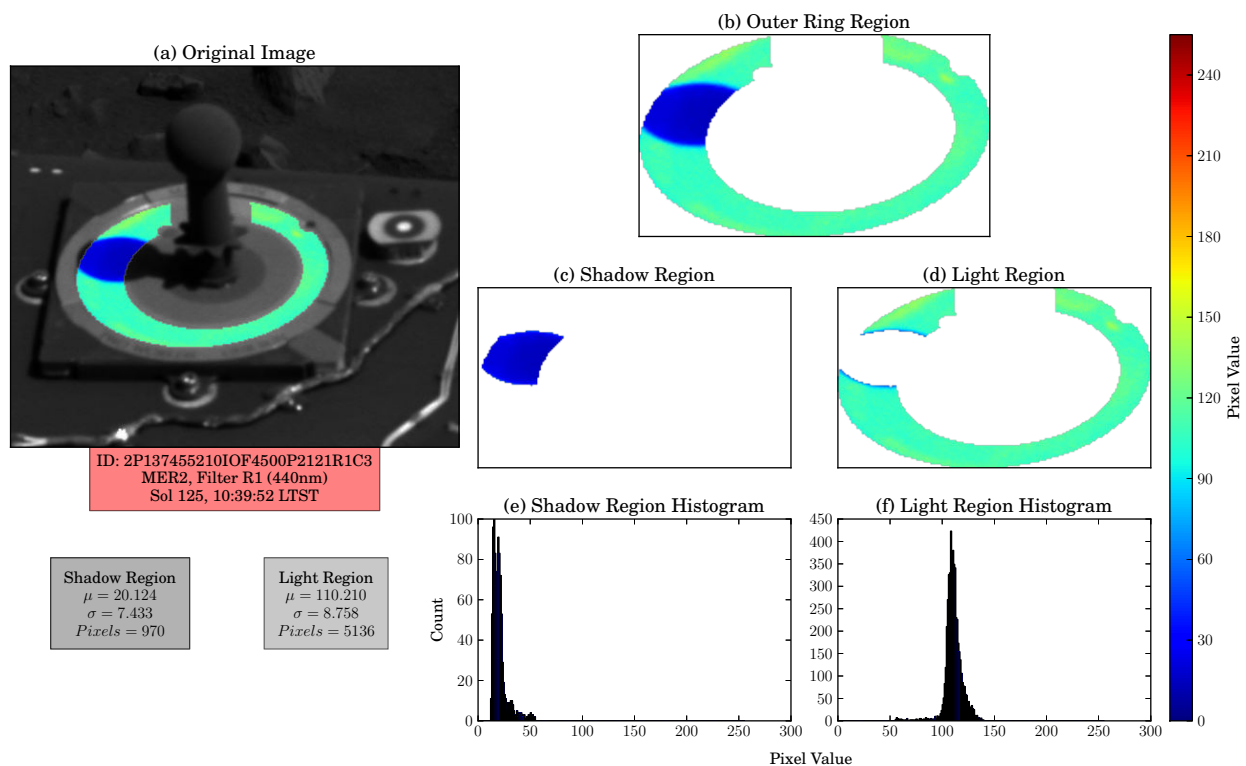 (a) Original Image
(b) Outer Ring Region
(c) Shadow Region
(d) Light Region
240
210
180
150
120
90
60
30
0
Pixel Value
ID: 2P137455210IOF4500P2121R1C3
MER2, Filter R1 (440nm)
Sol 125, 10:39:52 LTST
Shadow Region
μ = 20.124
σ = 7.433
Pixels = 970
Light Region
μ = 110.210
σ = 8.758
Pixels = 5136
(e) Shadow Region Histogram
100
80
60
40
20
0
Count
0 50 100 150 200 250 300
(f) Light Region Histogram
450
400
350
300
250
200
150
100
50
0
0 50 100 150 200 250 300
Pixel Value